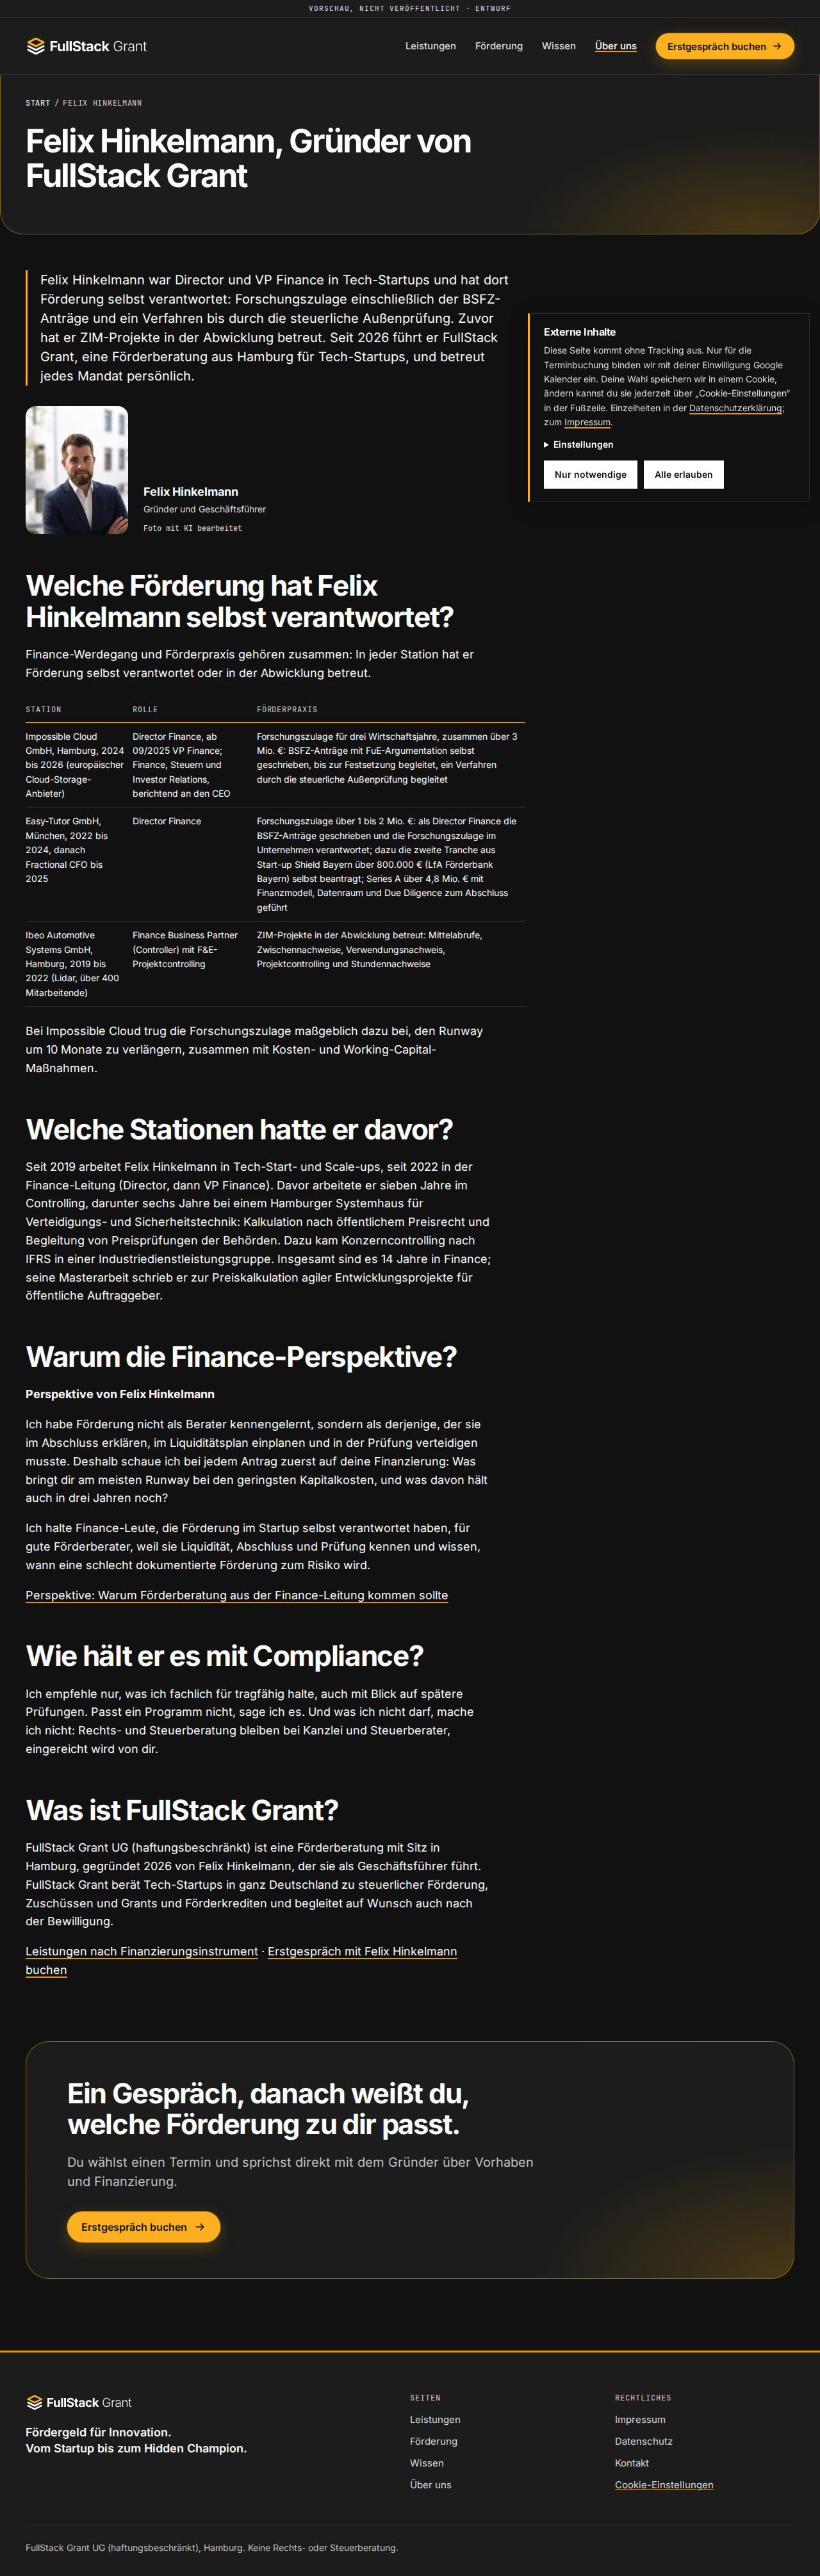 VORSCHAU, NICHT VERÖFFENTLICHT · ENTWURF
FullStack Grant
Leistungen
Förderung
Wissen
Über uns
Erstgespräch buchen →
START / FELIX HINKELMANN
Felix Hinkelmann, Gründer von
FullStack Grant
Felix Hinkelmann war Director und VP Finance in Tech-Startups und hat dort
Förderung selbst verantwortet: Forschungszulage einschließlich der BSFZ-
Anträge und ein Verfahren bis durch die steuerliche Außenprüfung. Zuvor
hat er ZIM-Projekte in der Abwicklung betreut. Seit 2026 führt er FullStack
Grant, eine Förderberatung aus Hamburg für Tech-Startups, und betreut
jedes Mandat persönlich.
Externe Inhalte
Diese Seite kommt ohne Tracking aus. Nur für die
Terminbuchung binden wir mit deiner Einwilligung Google
Kalender ein. Deine Wahl speichern wir in einem Cookie,
ändern kannst du sie jederzeit über „Cookie-Einstellungen“
in der Fußzeile. Einzelheiten in der Datenschutzerklärung;
zum Impressum.
▶ Einstellungen
Nur notwendige
Alle erlauben
Felix Hinkelmann
Gründer und Geschäftsführer
Foto mit KI bearbeitet
Welche Förderung hat Felix
Hinkelmann selbst verantwortet?
Finance-Werdegang und Förderpraxis gehören zusammen: In jeder Station hat er
Förderung selbst verantwortet oder in der Abwicklung betreut.
STATION
ROLLE
FÖRDERPRAXIS
Impossible Cloud
GmbH, Hamburg, 2024
bis 2026 (europäischer
Cloud-Storage-
Anbieter)
Director Finance, ab
09/2025 VP Finance;
Finance, Steuern und
Investor Relations,
berichtend an den CEO
Forschungszulage für drei Wirtschaftsjahre, zusammen über 3
Mio. €: BSFZ-Anträge mit FuE-Argumentation selbst
geschrieben, bis zur Festsetzung begleitet, ein Verfahren
durch die steuerliche Außenprüfung begleitet
Easy-Tutor GmbH,
München, 2022 bis
2024, danach
Fractional CFO bis
2025
Director Finance
Forschungszulage über 1 bis 2 Mio. €: als Director Finance die
BSFZ-Anträge geschrieben und die Forschungszulage im
Unternehmen verantwortet; dazu die zweite Tranche aus
Start-up Shield Bayern über 800.000 € (LfA Förderbank
Bayern) selbst beantragt; Series A über 4,8 Mio. € mit
Finanzmodell, Datenraum und Due Diligence zum Abschluss
geführt
Ibeo Automotive
Systems GmbH,
Hamburg, 2019 bis
2022 (Lidar, über 400
Mitarbeitende)
Finance Business Partner
(Controller) mit F&E-
Projektcontrolling
ZIM-Projekte in der Abwicklung betreut: Mittelabrufe,
Zwischennachweise, Verwendungsnachweis,
Projektcontrolling und Stundennachweise
Bei Impossible Cloud trug die Forschungszulage maßgeblich dazu bei, den Runway
um 10 Monate zu verlängern, zusammen mit Kosten- und Working-Capital-
Maßnahmen.
Welche Stationen hatte er davor?
Seit 2019 arbeitet Felix Hinkelmann in Tech-Start- und Scale-ups, seit 2022 in der
Finance-Leitung (Director, dann VP Finance). Davor arbeitete er sieben Jahre im
Controlling, darunter sechs Jahre bei einem Hamburger Systemhaus für
Verteidigungs- und Sicherheitstechnik: Kalkulation nach öffentlichem Preisrecht und
Begleitung von Preisprüfungen der Behörden. Dazu kam Konzerncontrolling nach
IFRS in einer Industriedienstleistungsgruppe. Insgesamt sind es 14 Jahre in Finance;
seine Masterarbeit schrieb er zur Preiskalkulation agiler Entwicklungsprojekte für
öffentliche Auftraggeber.
Warum die Finance-Perspektive?
Perspektive von Felix Hinkelmann
Ich habe Förderung nicht als Berater kennengelernt, sondern als derjenige, der sie
im Abschluss erklären, im Liquiditätsplan einplanen und in der Prüfung verteidigen
musste. Deshalb schaue ich bei jedem Antrag zuerst auf deine Finanzierung: Was
bringt dir am meisten Runway bei den geringsten Kapitalkosten, und was davon hält
auch in drei Jahren noch?
Ich halte Finance-Leute, die Förderung im Startup selbst verantwortet haben, für
gute Förderberater, weil sie Liquidität, Abschluss und Prüfung kennen und wissen,
wann eine schlecht dokumentierte Förderung zum Risiko wird.
Perspektive: Warum Förderberatung aus der Finance-Leitung kommen sollte
Wie hält er es mit Compliance?
Ich empfehle nur, was ich fachlich für tragfähig halte, auch mit Blick auf spätere
Prüfungen. Passt ein Programm nicht, sage ich es. Und was ich nicht darf, mache
ich nicht: Rechts- und Steuerberatung bleiben bei Kanzlei und Steuerberater,
eingereicht wird von dir.
Was ist FullStack Grant?
FullStack Grant UG (haftungsbeschränkt) ist eine Förderberatung mit Sitz in
Hamburg, gegründet 2026 von Felix Hinkelmann, der sie als Geschäftsführer führt.
FullStack Grant berät Tech-Startups in ganz Deutschland zu steuerlicher Förderung,
Zuschüssen und Grants und Förderkrediten und begleitet auf Wunsch auch nach
der Bewilligung.
Leistungen nach Finanzierungsinstrument · Erstgespräch mit Felix Hinkelmann
buchen
Ein Gespräch, danach weißt du,
welche Förderung zu dir passt.
Du wählst einen Termin und sprichst direkt mit dem Gründer über Vorhaben
und Finanzierung.
Erstgespräch buchen →
FullStack Grant
Fördergeld für Innovation.
Vom Startup bis zum Hidden Champion.
SEITEN
Leistungen
Förderung
Wissen
Über uns
RECHTLICHES
Impressum
Datenschutz
Kontakt
Cookie-Einstellungen
FullStack Grant UG (haftungsbeschränkt), Hamburg. Keine Rechts- oder Steuerberatung.